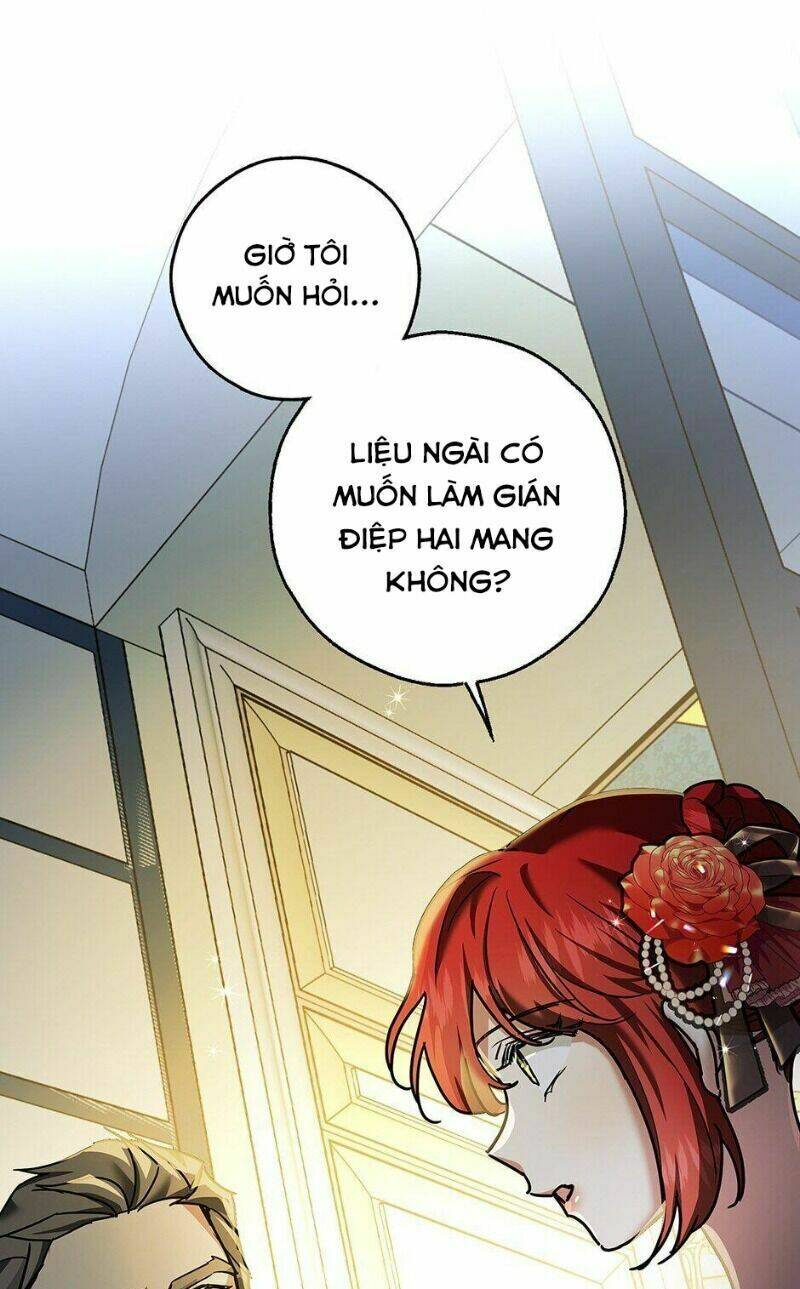 GIỜ TÔI
MUỐN HỎI...
LIỆU NGÀI CÓ
MUỐN LÀM GIÁN
ĐIỆP HAI MANG
KHÔNG?